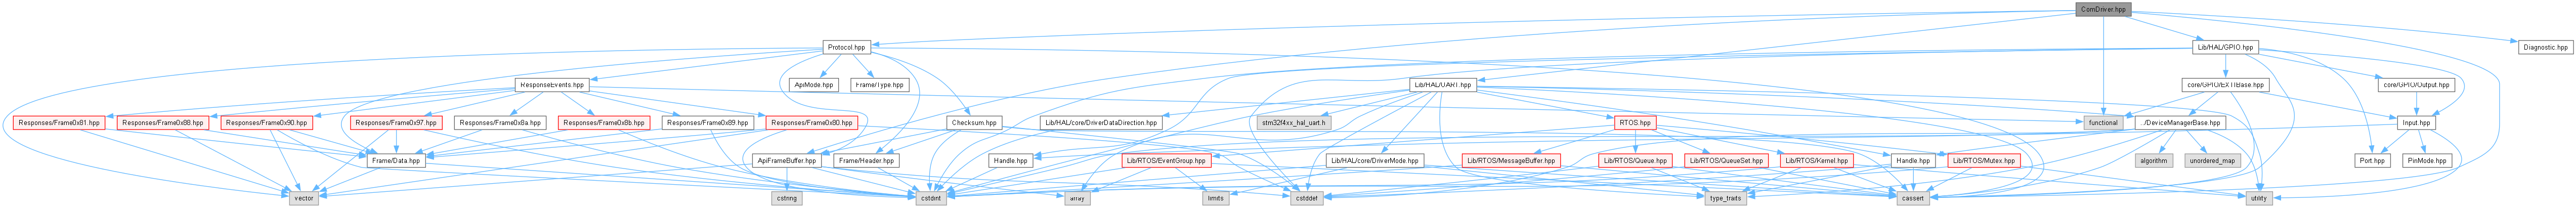 ComDriver.hpp
Protocol.hpp
Lib/HAL/GPIO.hpp
Diagnostic.hpp
ResponseEvents.hpp
ApiMode.hpp
Frame/Type.hpp
Lib/HAL/UART.hpp
core/GPIO/EXTIBase.hpp
core/GPIO/Output.hpp
Responses/Frame0x81.hpp
Responses/Frame0x88.hpp
Responses/Frame0x90.hpp
Responses/Frame0x97.hpp
Responses/Frame0x8a.hpp
Responses/Frame0x8b.hpp
Responses/Frame0x89.hpp
Responses/Frame0x80.hpp
Checksum.hpp
Lib/HAL/core/DriverDataDirection.hpp
stm32f4xx_hal_uart.h
RTOS.hpp
functional
../DeviceManagerBase.hpp
Input.hpp
Frame/Data.hpp
ApiFrameBuffer.hpp
Frame/Header.hpp
Handle.hpp
Lib/RTOS/EventGroup.hpp
Lib/HAL/core/DriverMode.hpp
Lib/RTOS/MessageBuffer.hpp
Lib/RTOS/Queue.hpp
Lib/RTOS/QueueSet.hpp
Lib/RTOS/Kernel.hpp
Handle.hpp
Lib/RTOS/Mutex.hpp
algorithm
unordered_map
Port.hpp
PinMode.hpp
vector
cstring
cstdint
array
limits
cstddef
type_traits
cassert
utility